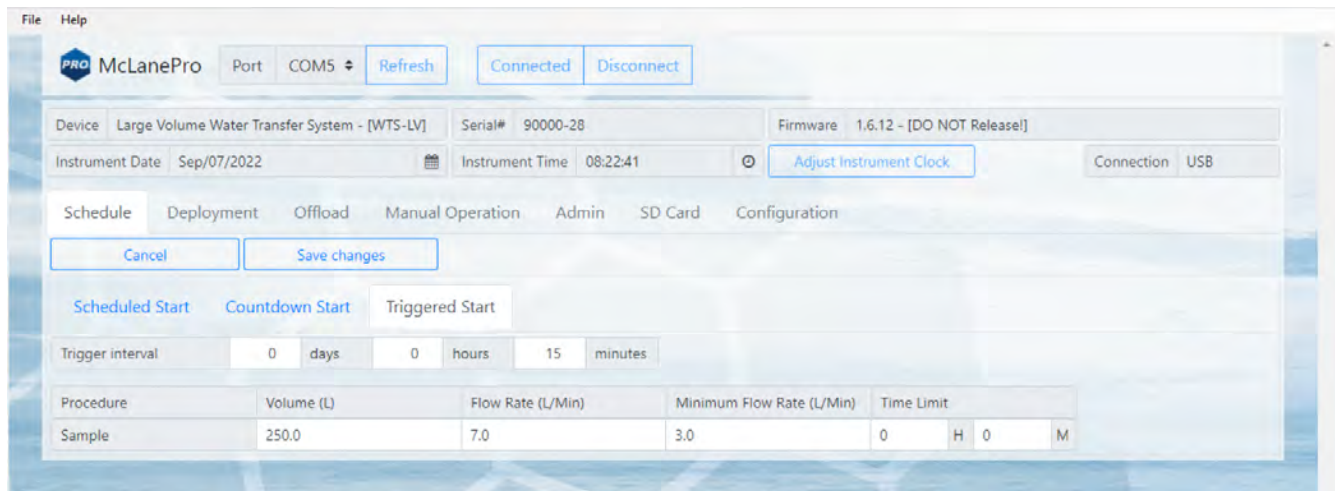 File Help
PRO McLanePro Port COM5 Refresh Connected Disconnect
Device Large Volume Water Transfer System - [WTS-LV] Serial# 90000-28 Firmware 1.6.12 - [DO NOT Release!]
Instrument Date Sep/07/2022 Instrument Time 08:22:41 Adjust Instrument Clock Connection USB
Schedule Deployment Offload Manual Operation Admin SD Card Configuration
Cancel Save changes
Scheduled Start Countdown Start Triggered Start
Trigger interval 0 days 0 hours 15 minutes
Procedure Volume (L) Flow Rate (L/Min) Minimum Flow Rate (L/Min) Time Limit
Sample 250.0 7.0 3.0 0 H 0 M